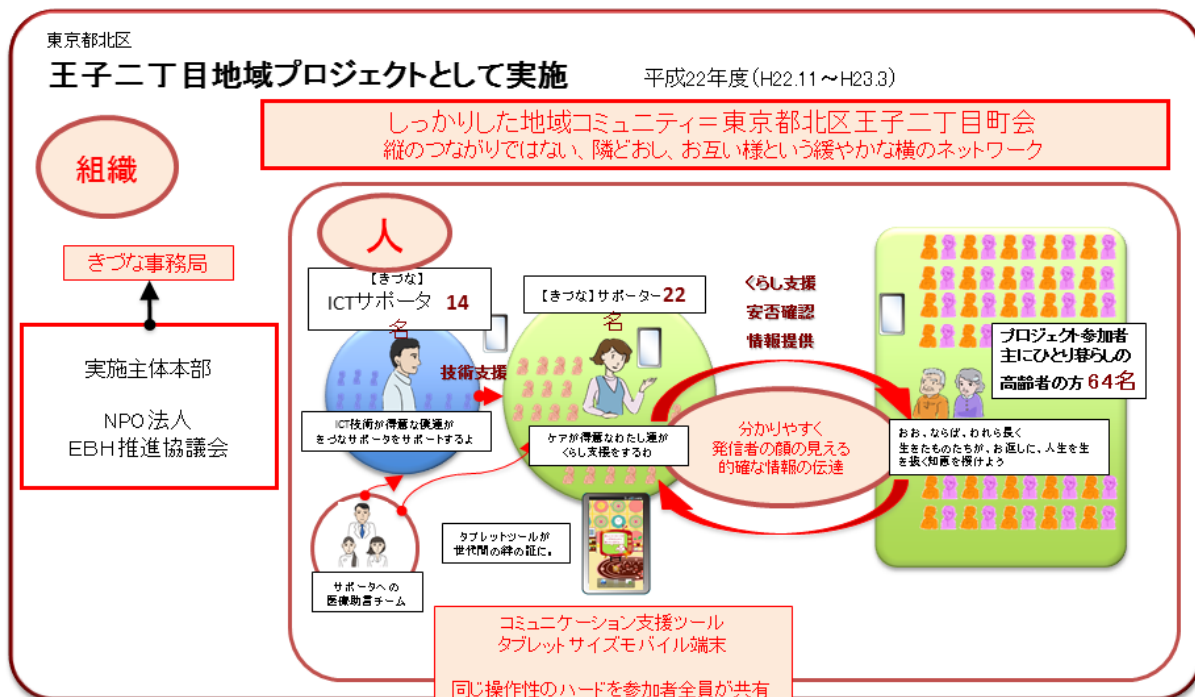 東京都北区
王子二丁目地域プロジェクトとして実施
平成22年度(H22.11～H23.3)
しっかりした地域コミュニティ＝東京都北区王子二丁目町会
縦のつながりではない、隣どおし、お互い様という緩やかな横のネットワーク
組織
きづな事務局
実施主体本部
NPO法人
EBH推進協議会
人
【きづな】
ICTサポータ 14
名
【きづな】サポーター22
名
技術支援
ICT技術が得意な僕達が
きづなサポータをサポートするよ
ケアが得意なわたし達が
くらし支援をするわ
くらし支援
安否確認
情報提供
分かりやすく
発信者の顔の見える
的確な情報の伝達
プロジェクト参加者
主にひとり暮らしの
高齢者の方 64名
おお、ならば、われら長く
生きたものたちが、お返しに、人生を生
き抜く知恵を授けよう
サポータへの
医療助言チーム
タブレットツールが
世代間の絆の証に。
コミュニケーション支援ツール
タブレットサイズモバイル端末
同じ操作性のハードを参加者全員が共有